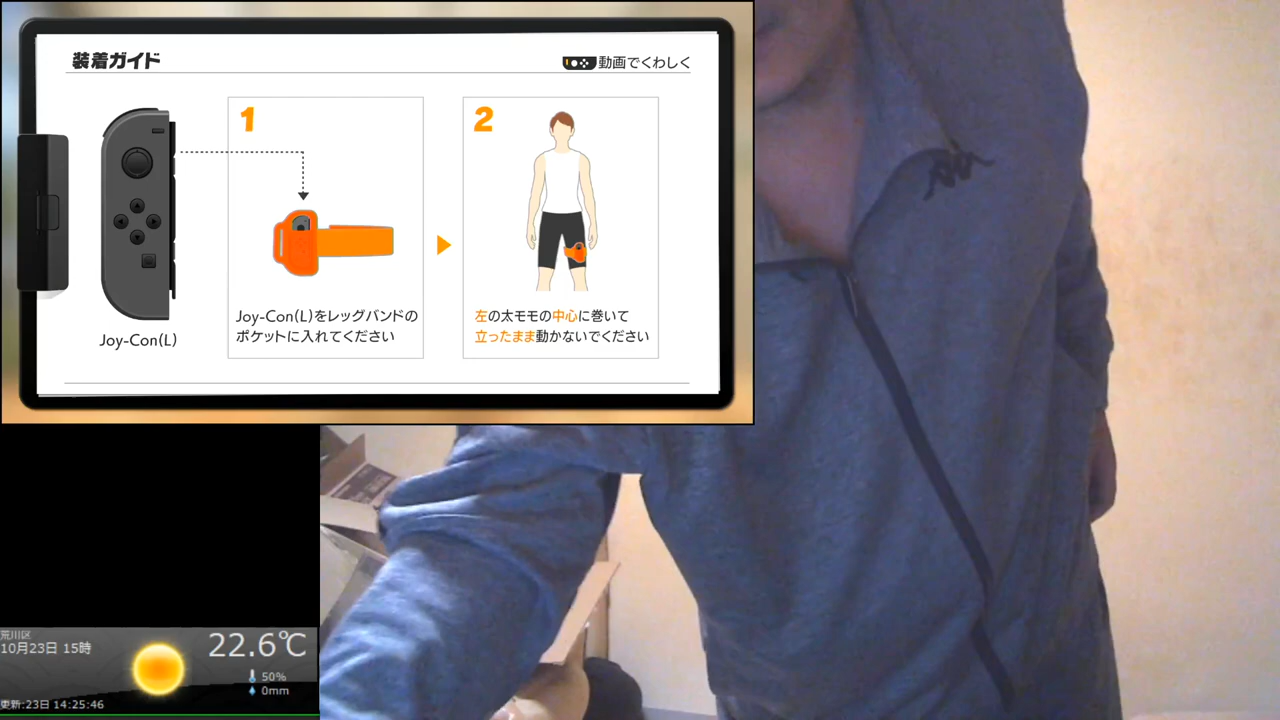 装着ガイド
動画でくわしく
1
2
Joy-Con(L)をレッグバンドの
ポケットに入れてください
左の太モモの中心に巻いて
立ったまま動かないでください
Joy-Con(L)
荒川区
10月23日 15時
22.6℃
50%
0mm
更新:23日 14:25:46